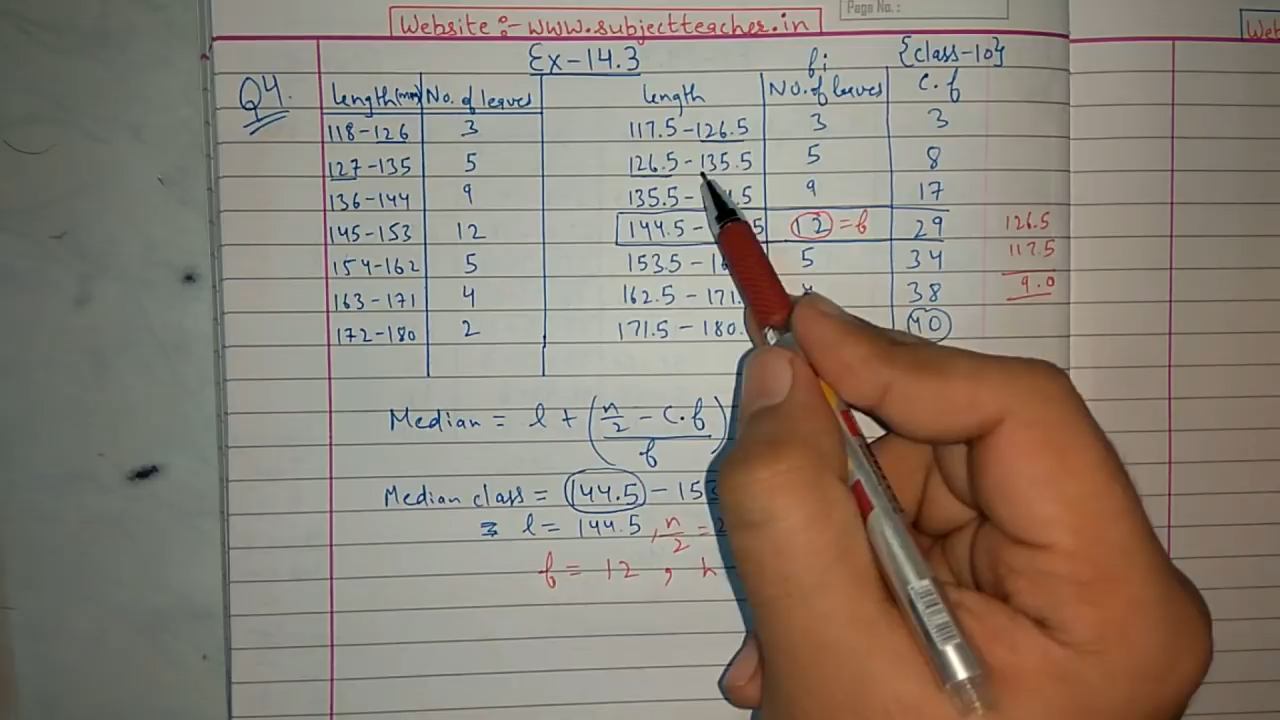 Website :- www.subjectteacher.in
Page No.:
Web
Ex-14.3 fi {class-10}
Q4. length(mm) No. of leaves length No. of leaves C.f
118-126 3 117.5-126.5 3 3
127-135 5 126.5-135.5 5 8
136-144 9 135.5- 9 17
145-153 12 144.5- 12 = f 29 126.5
154-162 5 153.5- 5 34 117.5
163-171 4 162.5-171. 38 9.0
172-180 2 171.5-180. 40
Median = l + (n/2 - C.f / f)
Median class = 144.5-
l = 144.5, n/2 =
f = 12, h